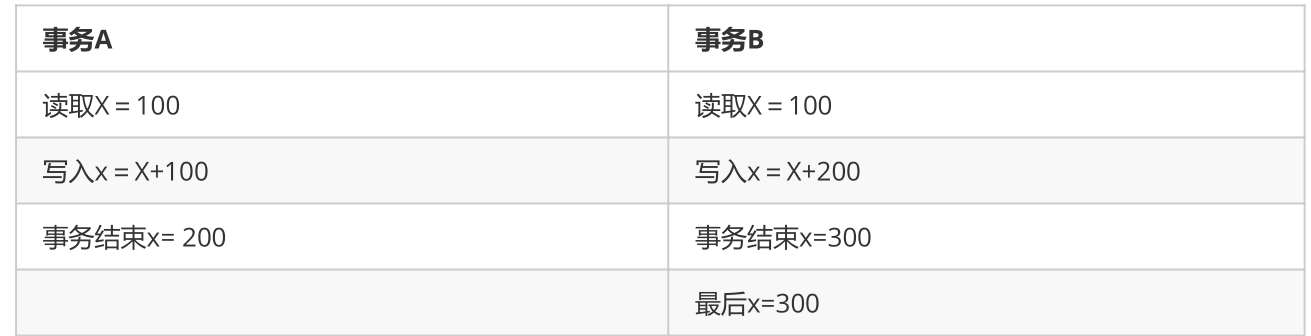 事务A 事务B
读取X = 100 读取X = 100
写入x = X+100 写入x = X+200
事务结束x= 200 事务结束x=300
最后x=300